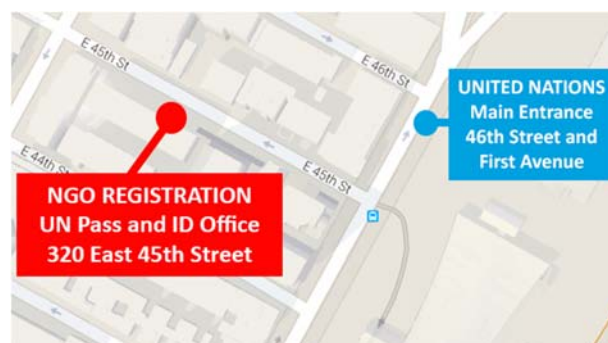 E 45th St
E 46th St
UNITED NATIONS
Main Entrance
46th Street and
First Avenue
E 44th St
E 45th St
NGO REGISTRATION
UN Pass and ID Office
320 East 45th Street